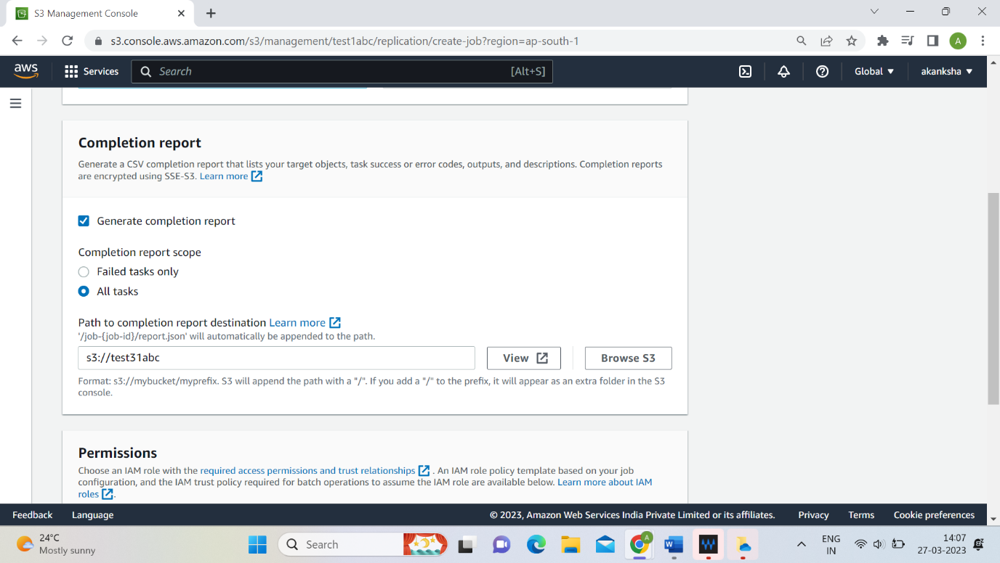 S3 Management Console
s3.console.aws.amazon.com/s3/management/test1abc/replication/create-job?region=ap-south-1
A
aws
Services
Search
[Alt+S]
Global
akanksha
Completion report
Generate a CSV completion report that lists your target objects, task success or error codes, outputs, and descriptions. Completion reports
are encrypted using SSE-S3. Learn more
Generate completion report
Completion report scope
Failed tasks only
All tasks
Path to completion report destination Learn more
'/job-{job-id}/report.json' will automatically be appended to the path.
s3://test31abc
View
Browse S3
Format: s3://mybucket/myprefix. S3 will append the path with a "/". If you add a "/" to the prefix, it will appear as an extra folder in the S3
console.
Permissions
Choose an IAM role with the required access permissions and trust relationships . An IAM role policy template based on your job
configuration, and the IAM trust policy required for batch operations to assume the IAM role are available below. Learn more about IAM
roles .
Feedback
Language
© 2023, Amazon Web Services India Private Limited or its affiliates.
Privacy
Terms
Cookie preferences
24°C
Mostly sunny
Search
A
W
ENG
IN
14:07
27-03-2023